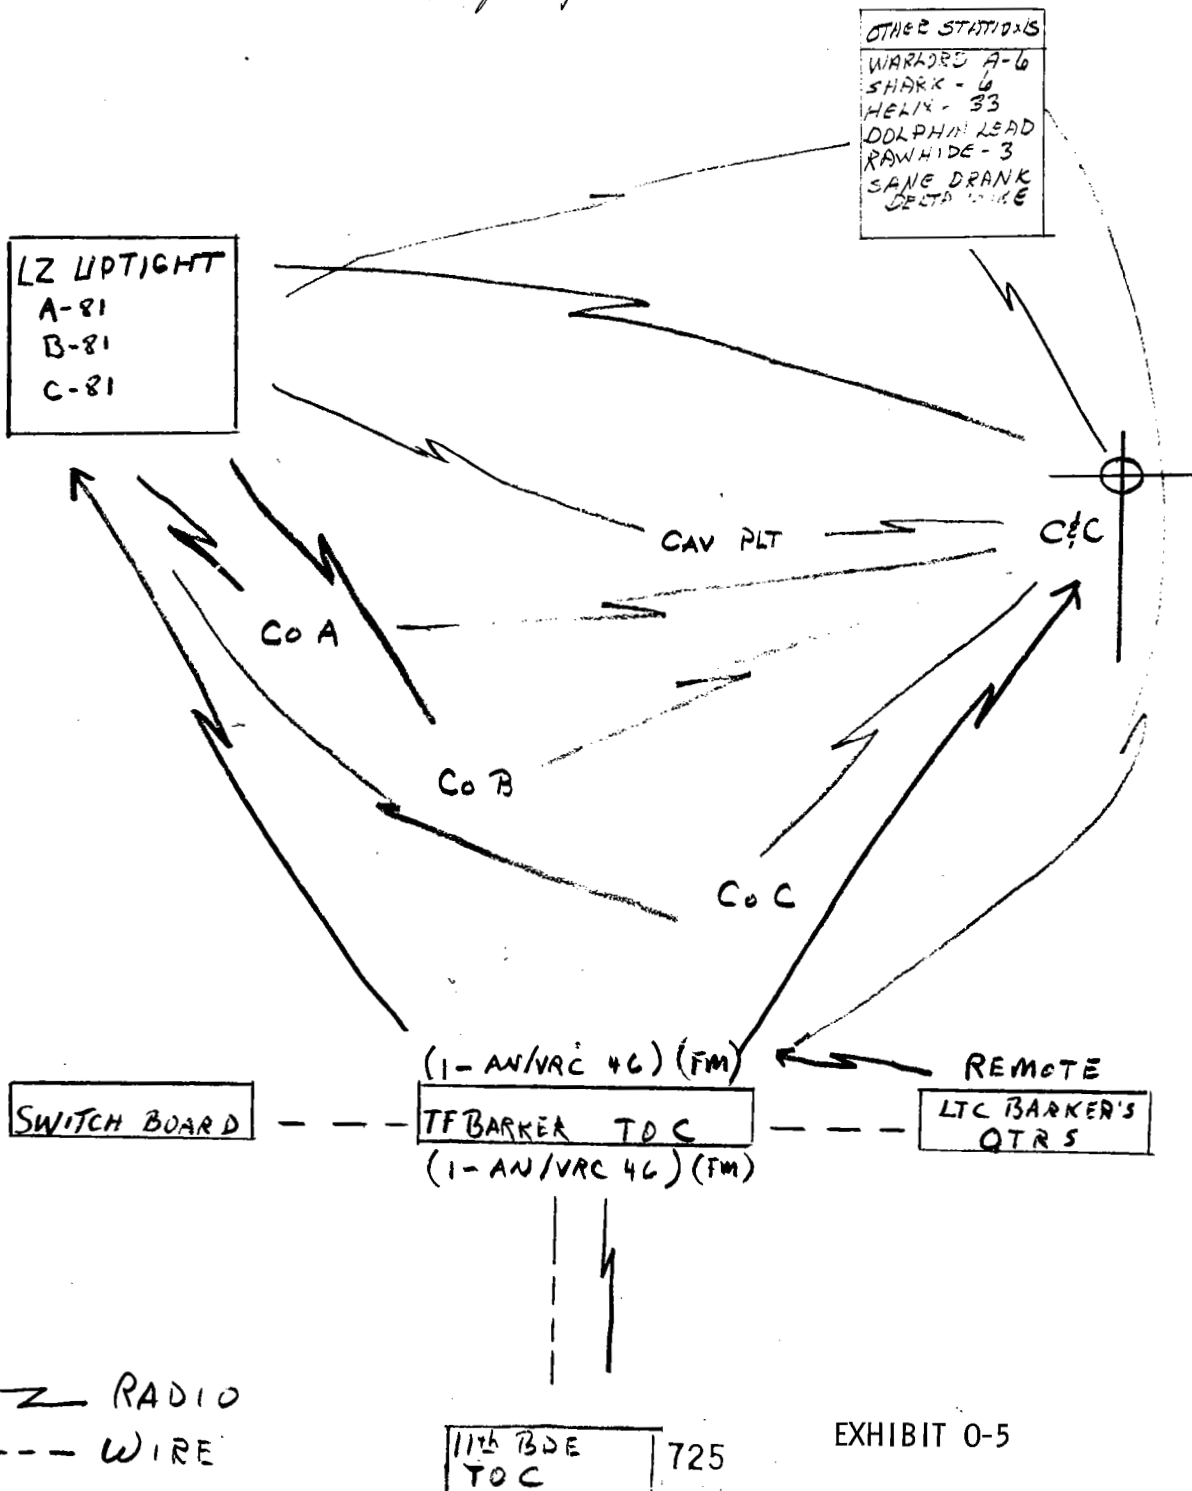 OTHER STATIONS
WARLORD A-6
SHARK - 6
HELIX - 33
DOLPHIN LEAD
RAWHIDE - 3
SANE DRANK
DELTA
LZ UPTIGHT
A-81
B-81
C-81
CAV PLT
C&C
Co A
Co B
Co C
(1- AN/VRC 46) (FM)
REMOTE
SWITCH BOARD
TF BARKER TOC
LTC BARKER'S
QTRS
(1- AN/VRC 46) (FM)
RADIO
WIRE
11th BDE
TOC
725
EXHIBIT O-5